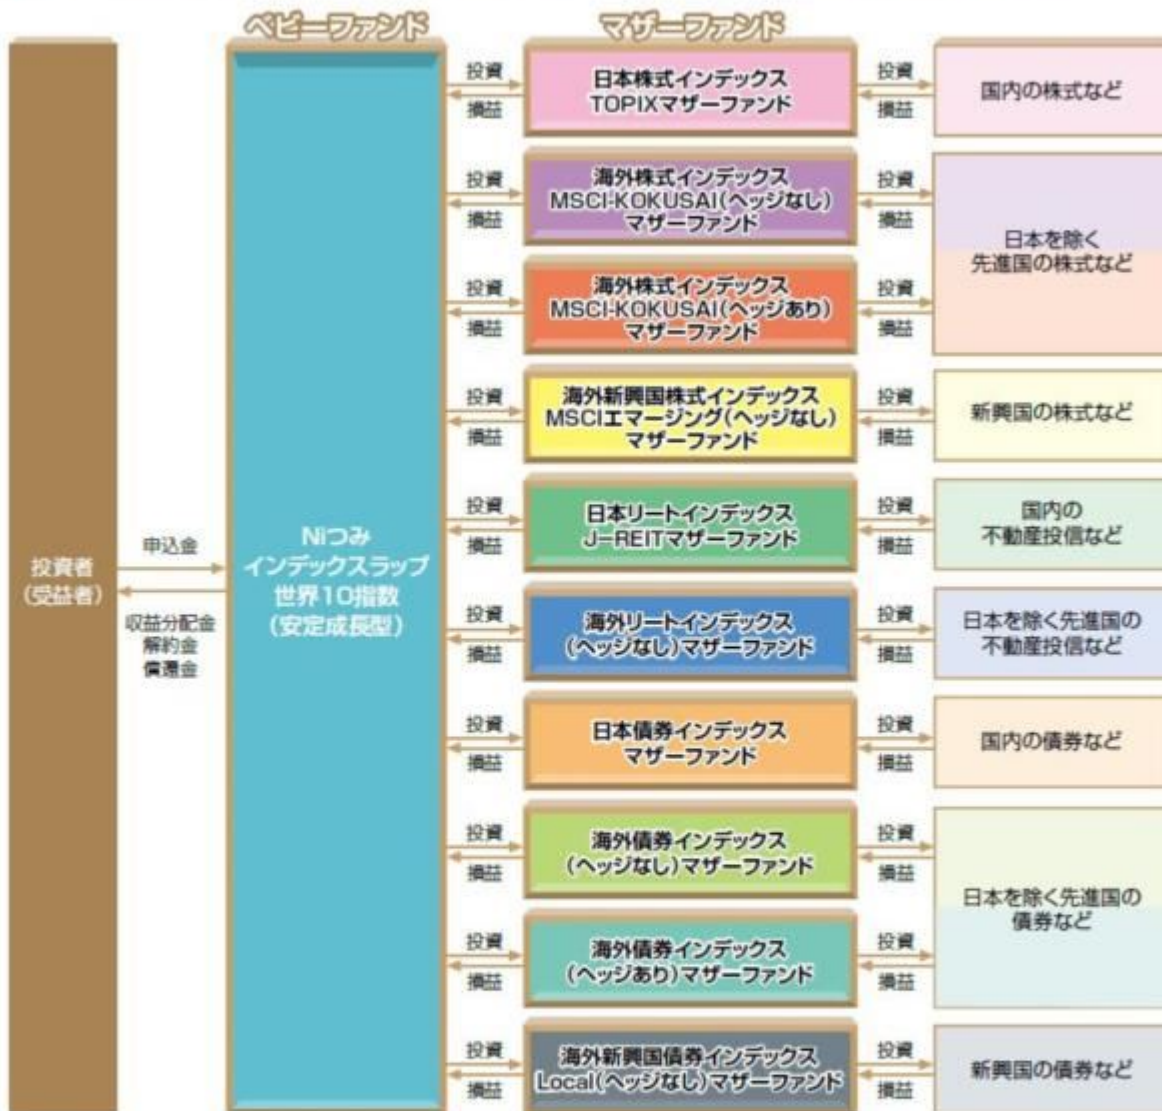 ベビーファンド
マザーファンド
投資者
(受益者)
申込金
収益分配金
解約金
償還金
Niつみ
インデックスラップ
世界10指数
(安定成長型)
投資
損益
日本株式インデックス
TOPIXマザーファンド
投資
損益
国内の株式など
投資
損益
海外株式インデックス
MSCI-KOKUSAI(ヘッジなし)
マザーファンド
投資
損益
日本を除く
先進国の株式など
投資
損益
海外株式インデックス
MSCI-KOKUSAI(ヘッジあり)
マザーファンド
投資
損益
投資
損益
海外新興国株式インデックス
MSCIエマージング(ヘッジなし)
マザーファンド
投資
損益
新興国の株式など
投資
損益
日本リートインデックス
J-REITマザーファンド
投資
損益
国内の
不動産投信など
投資
損益
海外リートインデックス
(ヘッジなし)マザーファンド
投資
損益
日本を除く先進国の
不動産投信など
投資
損益
日本債券インデックス
マザーファンド
投資
損益
国内の債券など
投資
損益
海外債券インデックス
(ヘッジなし)マザーファンド
投資
損益
日本を除く先進国の
債券など
投資
損益
海外債券インデックス
(ヘッジあり)マザーファンド
投資
損益
投資
損益
海外新興国債券インデックス
Local(ヘッジなし)マザーファンド
投資
損益
新興国の債券など